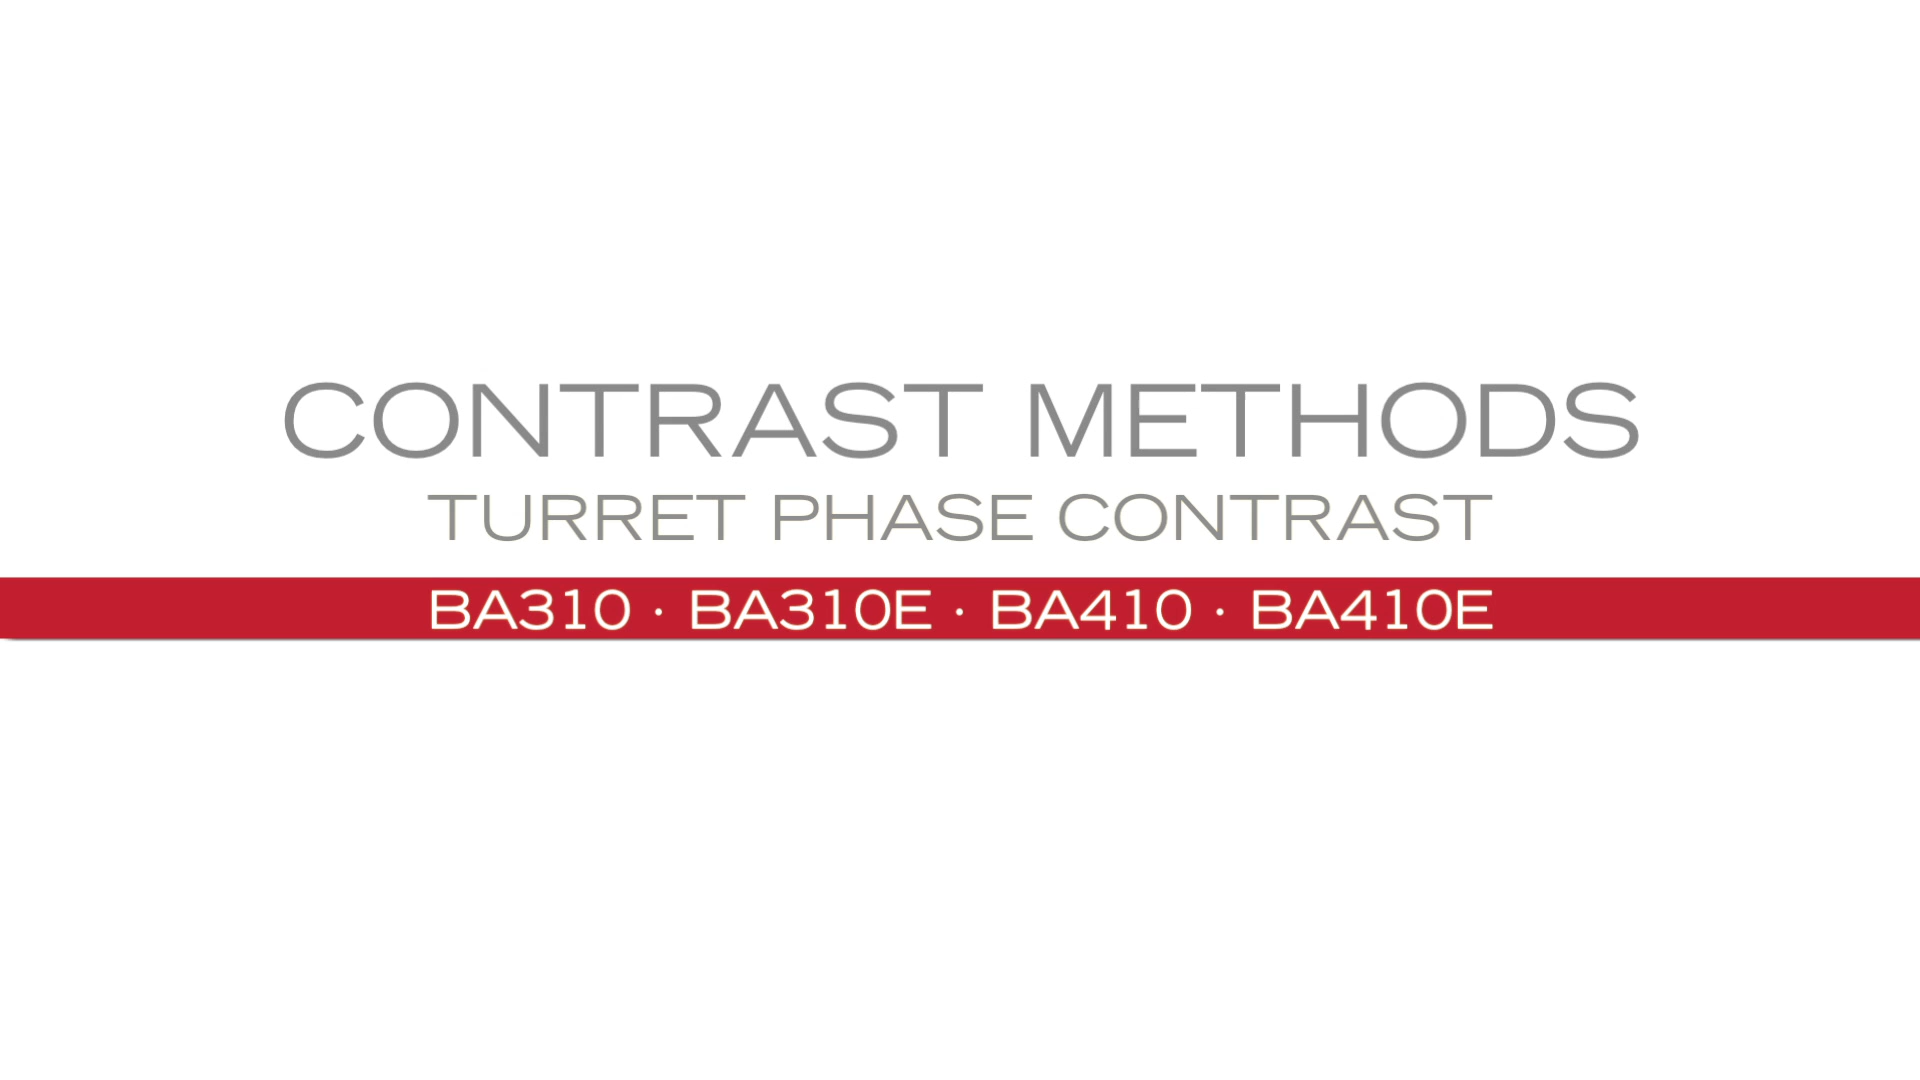 CONTRAST METHODS
TURRET PHASE CONTRAST
BA310 · BA310E · BA410 · BA410E